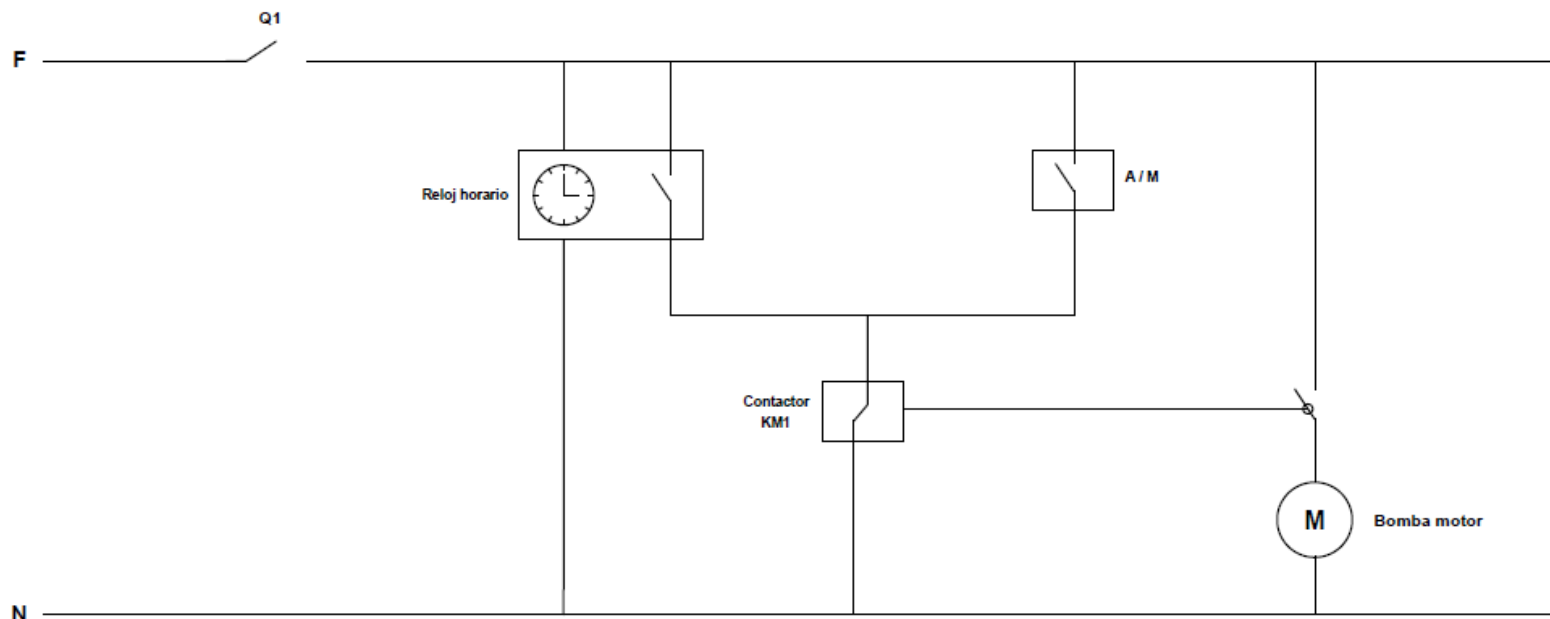 Q1
F
Reloj horario
A / M
Contactor
KM1
M
Bomba motor
N